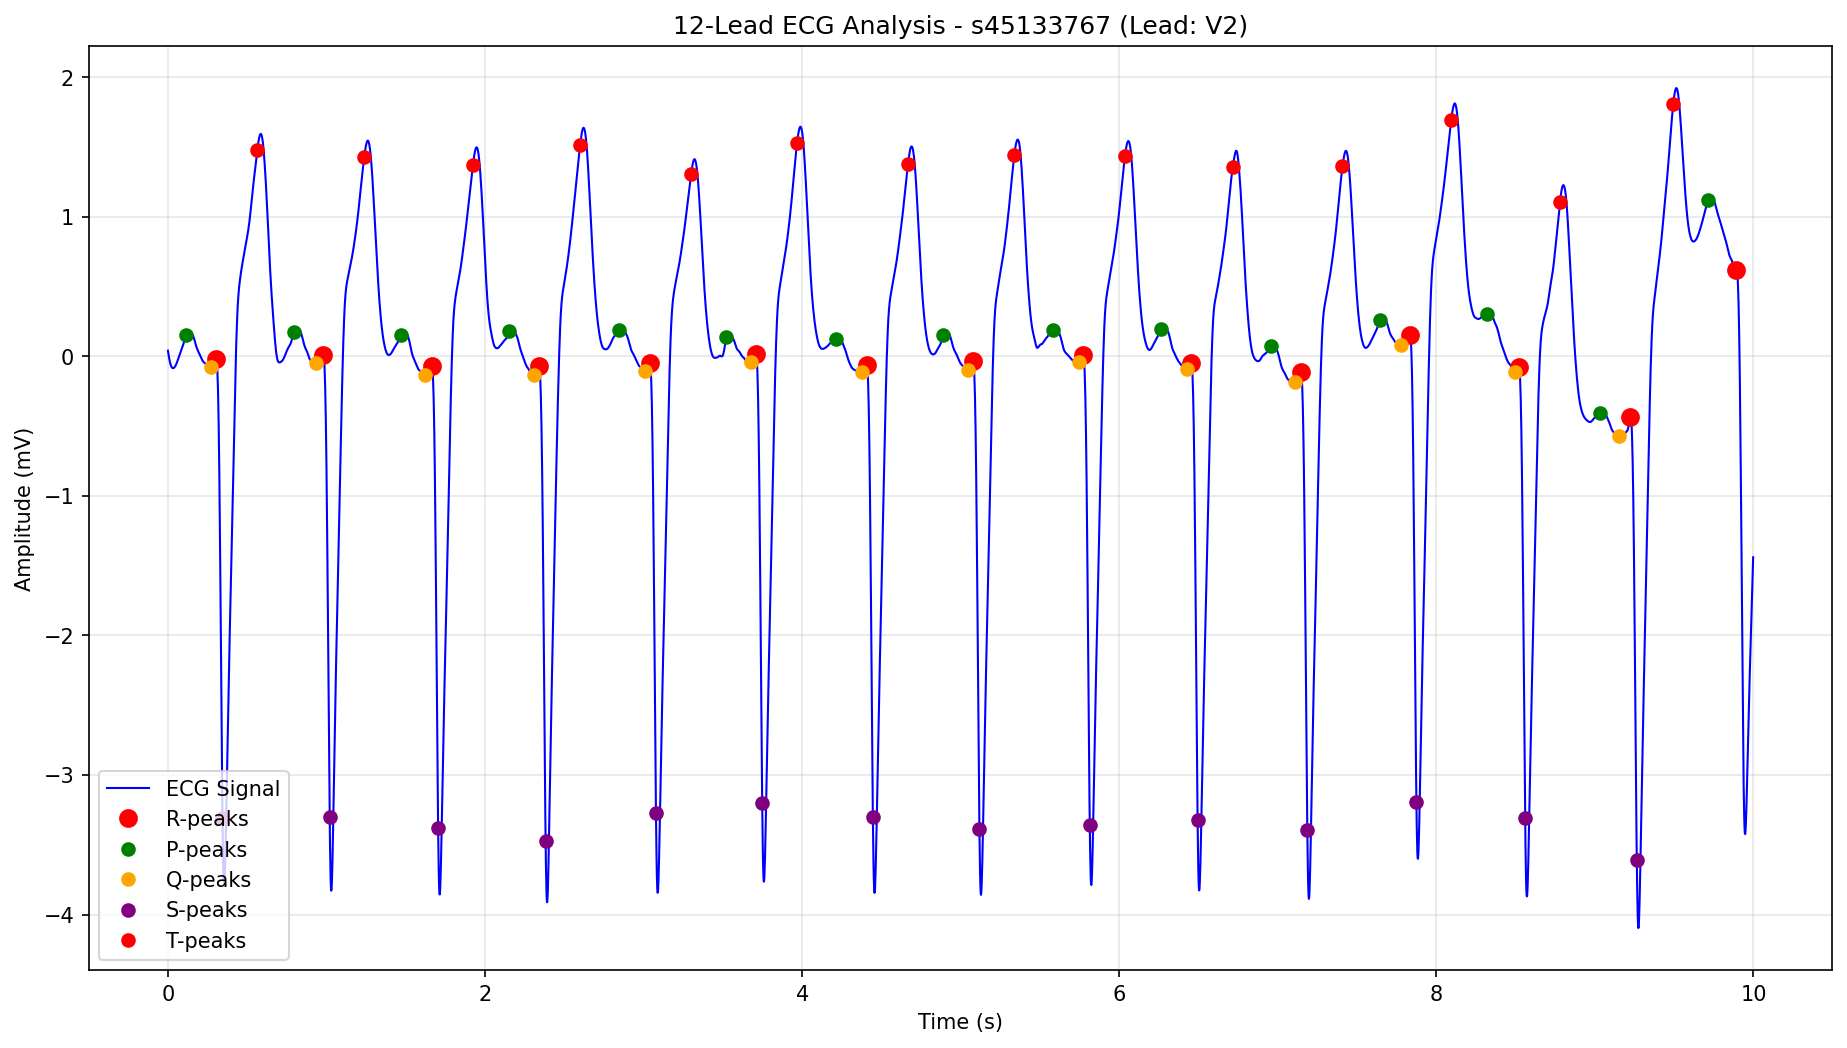 12-Lead ECG Analysis - s45133767 (Lead: V2)
2
1
0
−1
−2
−3
−4
Amplitude (mV)
ECG Signal
R-peaks
P-peaks
Q-peaks
S-peaks
T-peaks
0
2
4
6
8
10
Time (s)